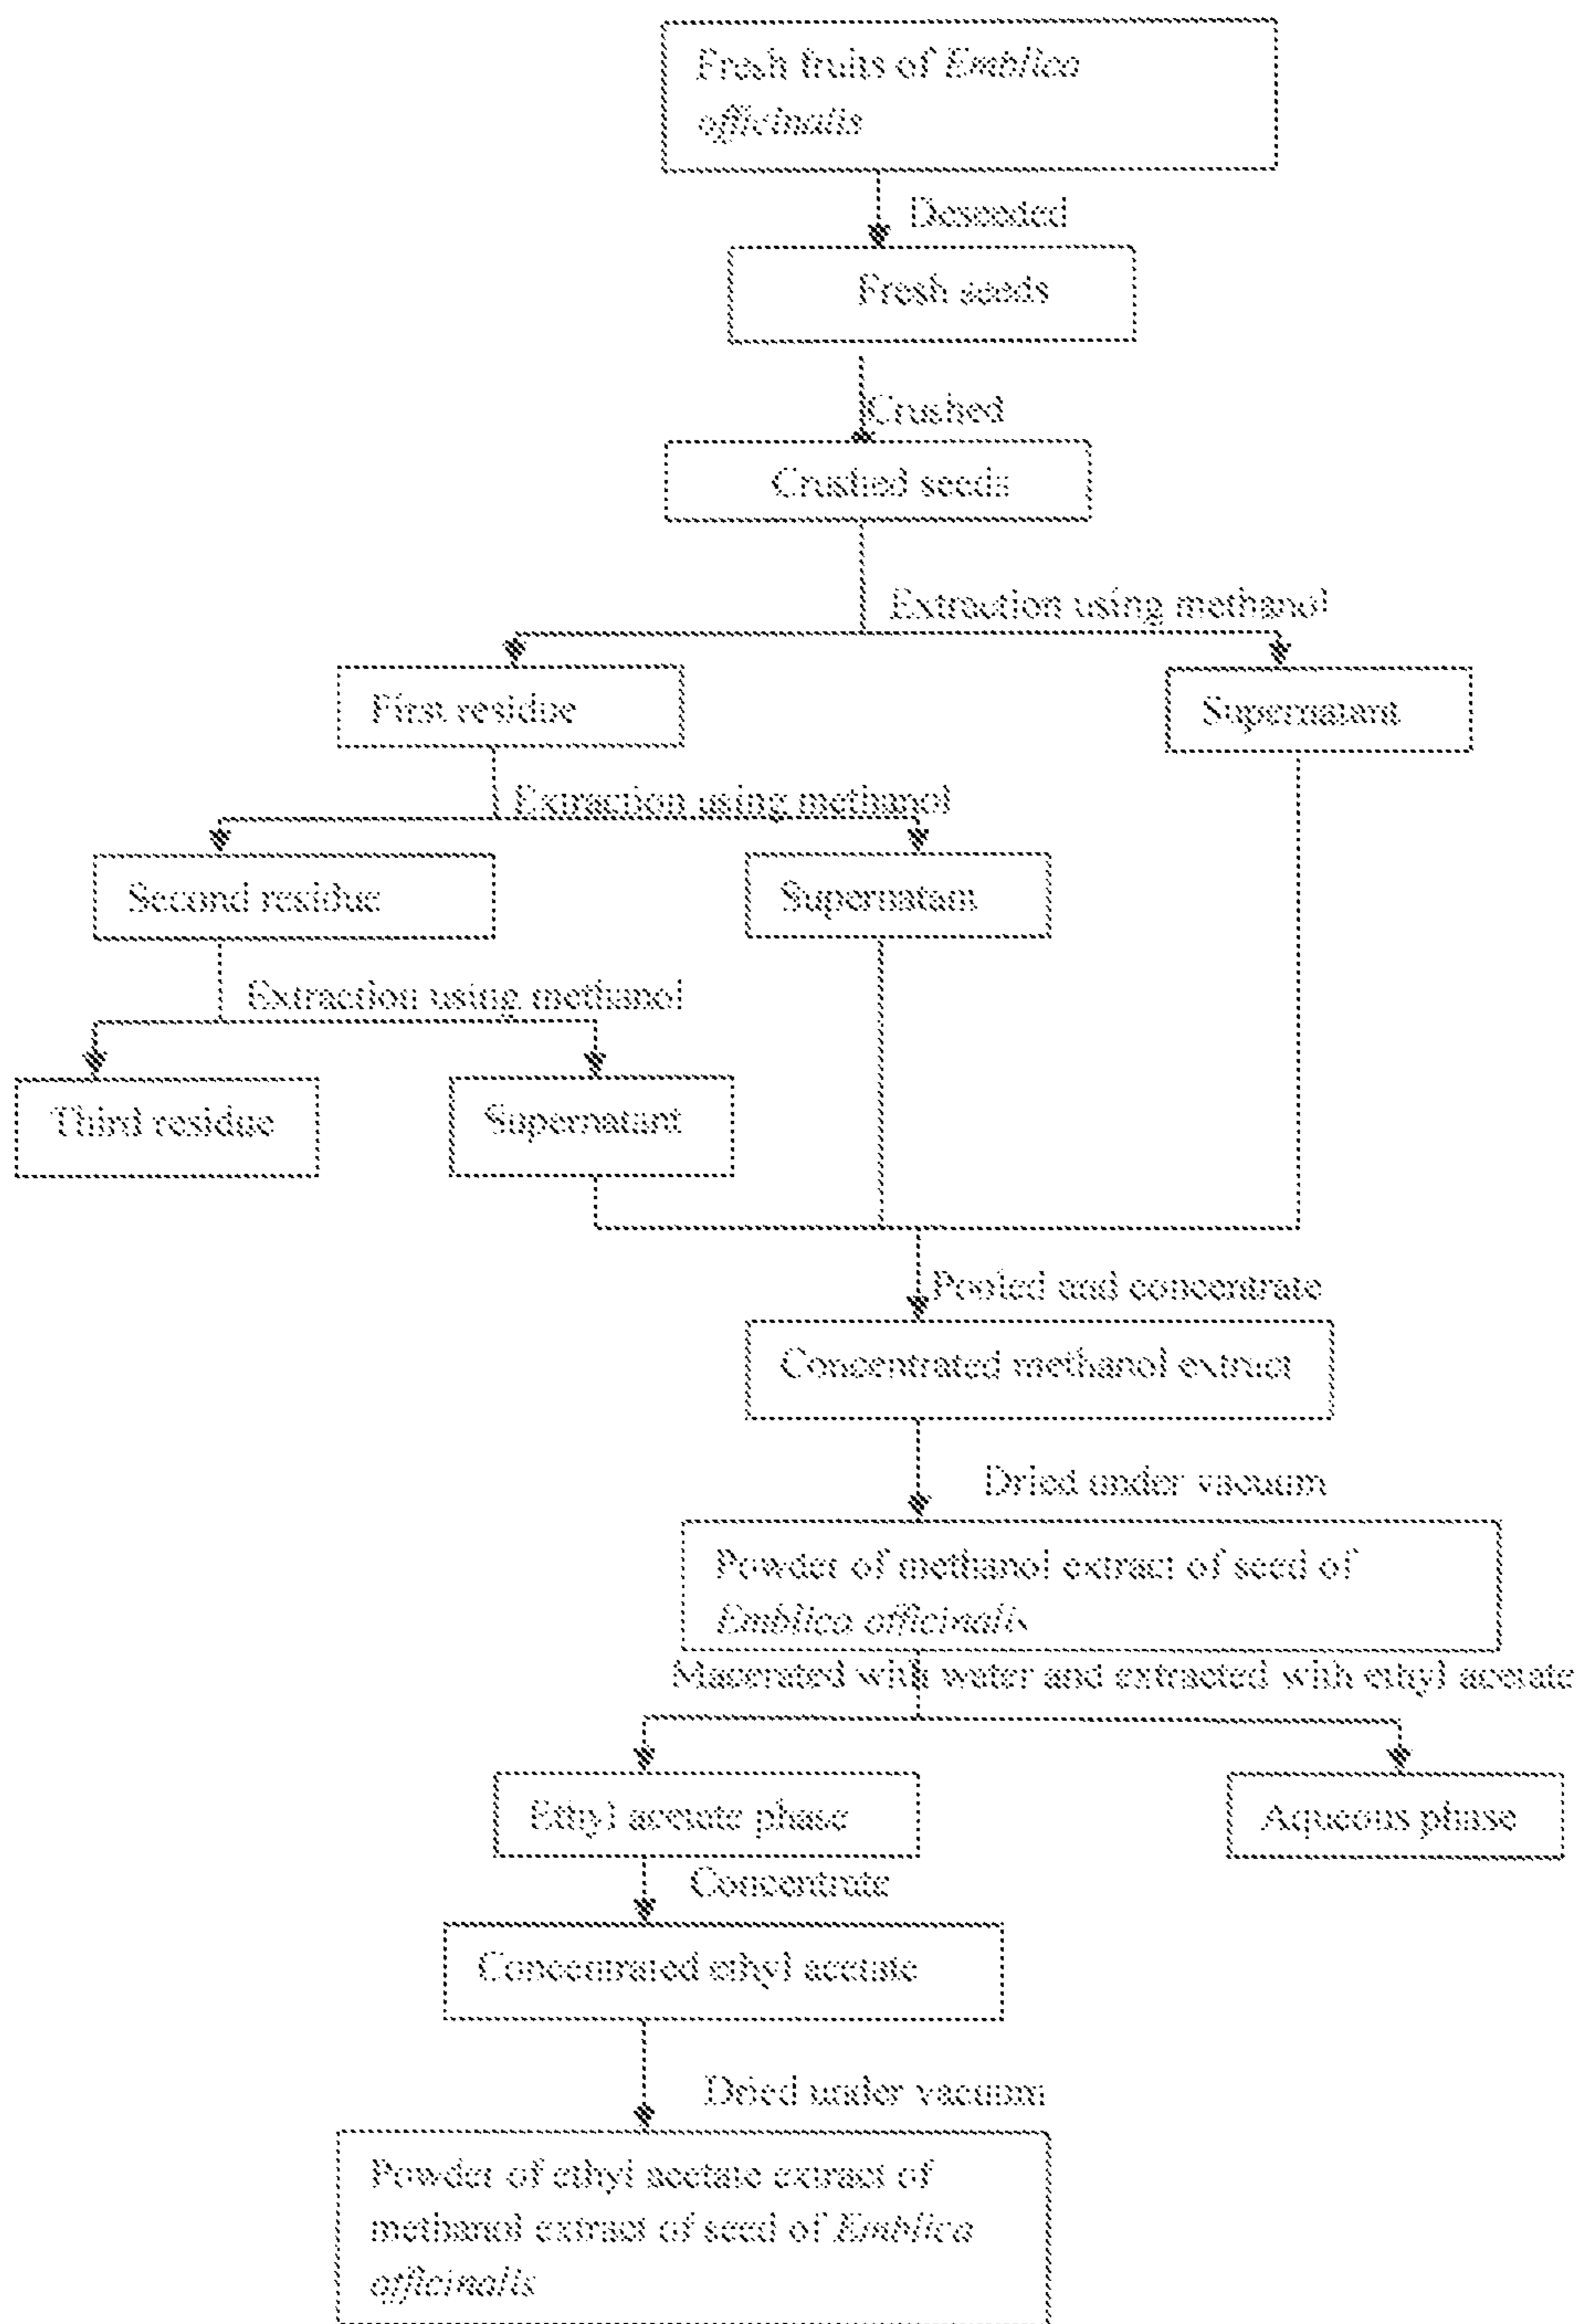 Fresh fruits of Emblica
officinalis
Deseeded
Fresh seeds
Crushed
Crushed seeds
Extraction using methanol
First residue
Supernatant
Extraction using methanol
Second residue
Supernatant
Extraction using methanol
Third residue
Supernatant
Pooled and concentrate
Concentrated methanol extract
Dried under vacuum
Powder of methanol extract of seed of
Emblica officinalis
Macerated with water and extracted with ethyl acetate
Ethyl acetate phase
Aqueous phase
Concentrate
Concentrated ethyl acetate
Dried under vacuum
Powder of ethyl acetate extract of
methanol extract of seed of Emblica
officinalis